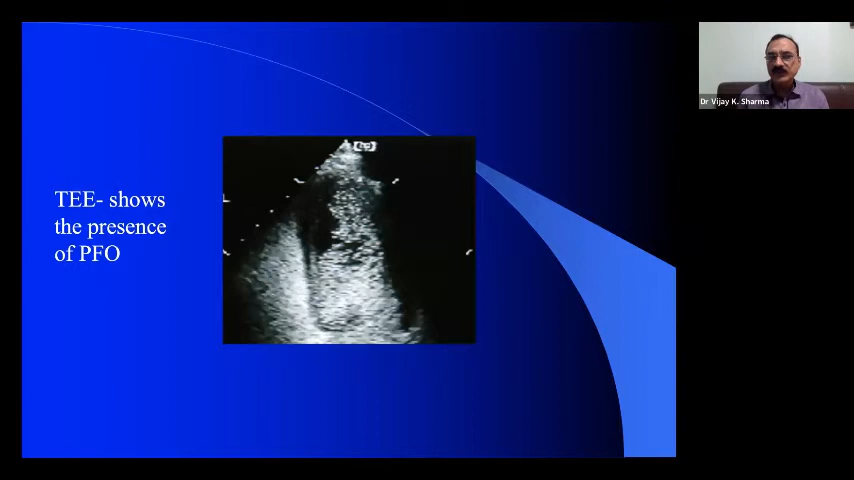 TEE- shows
the presence
of PFO
Dr Vijay K. Sharma